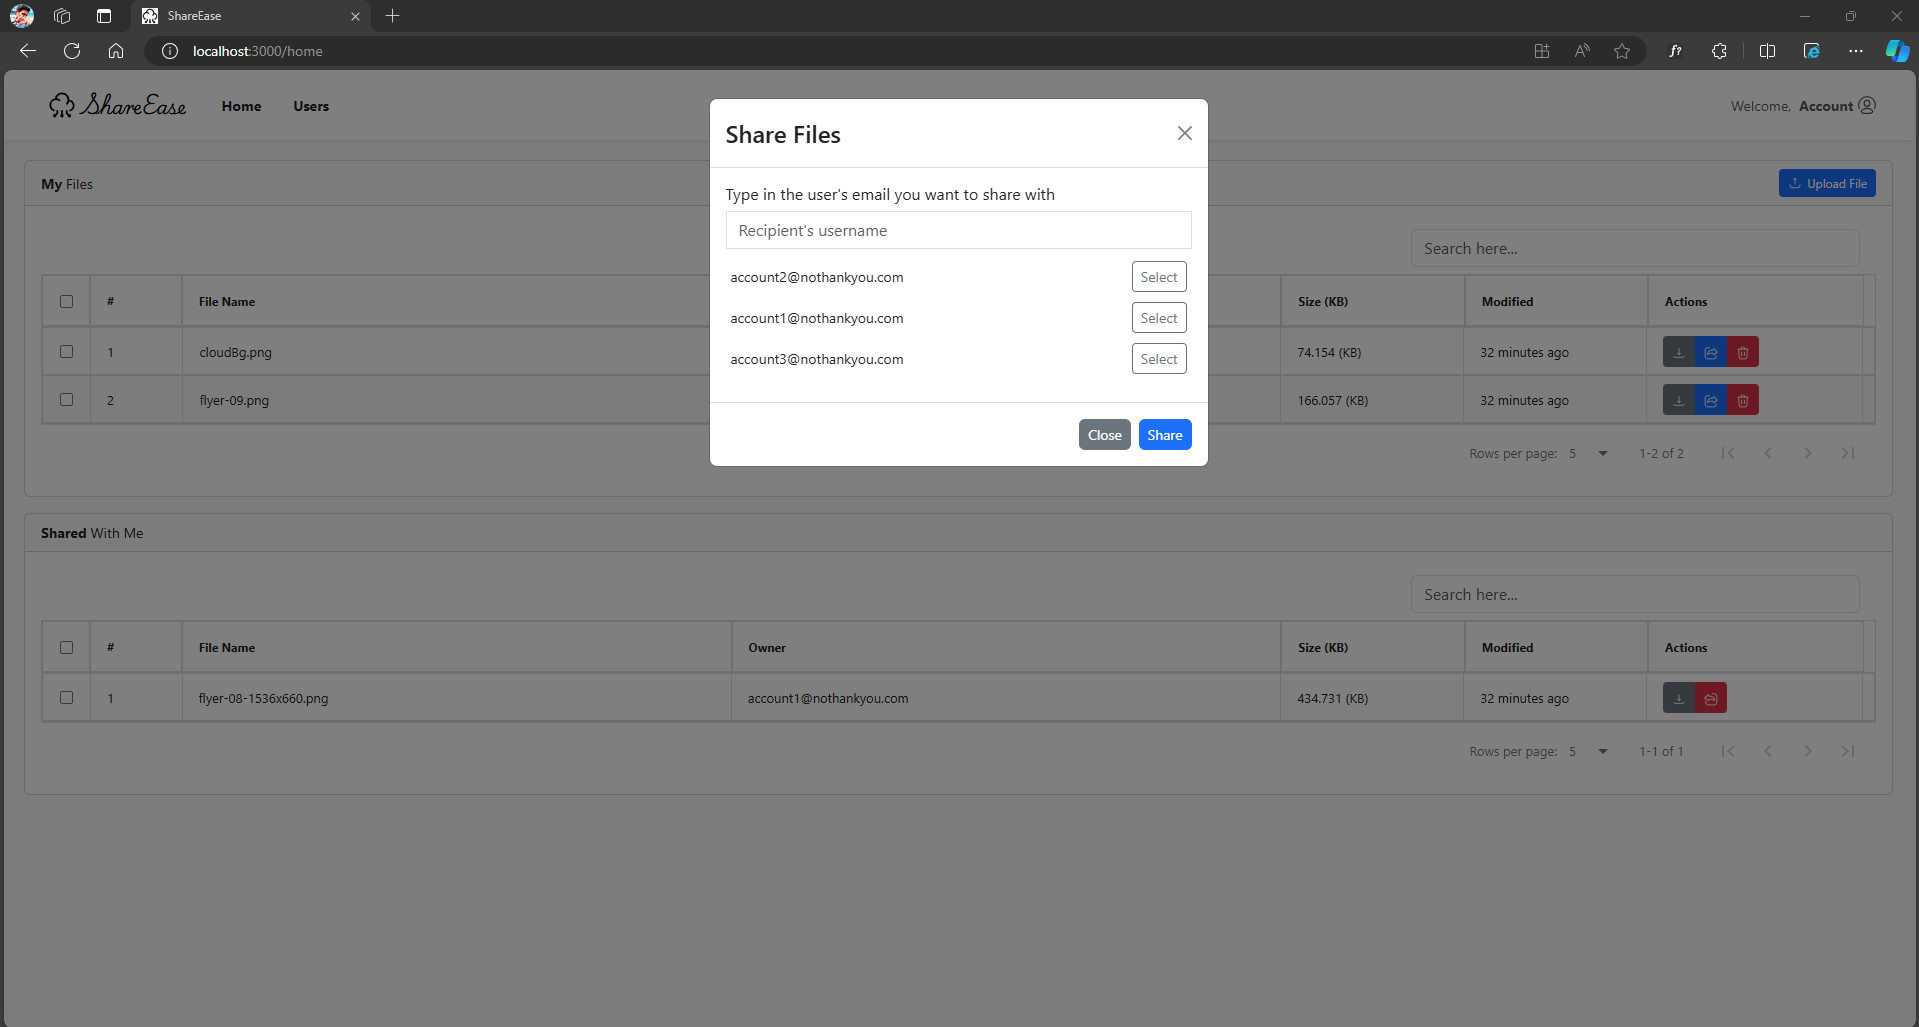 ShareEase
localhost:3000/home
ShareEase Home Users Welcome, Account
Share Files
Type in the user's email you want to share with
Recipient's username
account2@nothankyou.com Select
account1@nothankyou.com Select
account3@nothankyou.com Select
Close Share
My Files Upload File
Search here...
# File Name Size (KB) Modified Actions
1 cloudBg.png 74.154 (KB) 32 minutes ago
2 flyer-09.png 166.057 (KB) 32 minutes ago
Rows per page: 5 1-2 of 2
Shared With Me
Search here...
# File Name Owner Size (KB) Modified Actions
1 flyer-08-1536x660.png account1@nothankyou.com 434.731 (KB) 32 minutes ago
Rows per page: 5 1-1 of 1